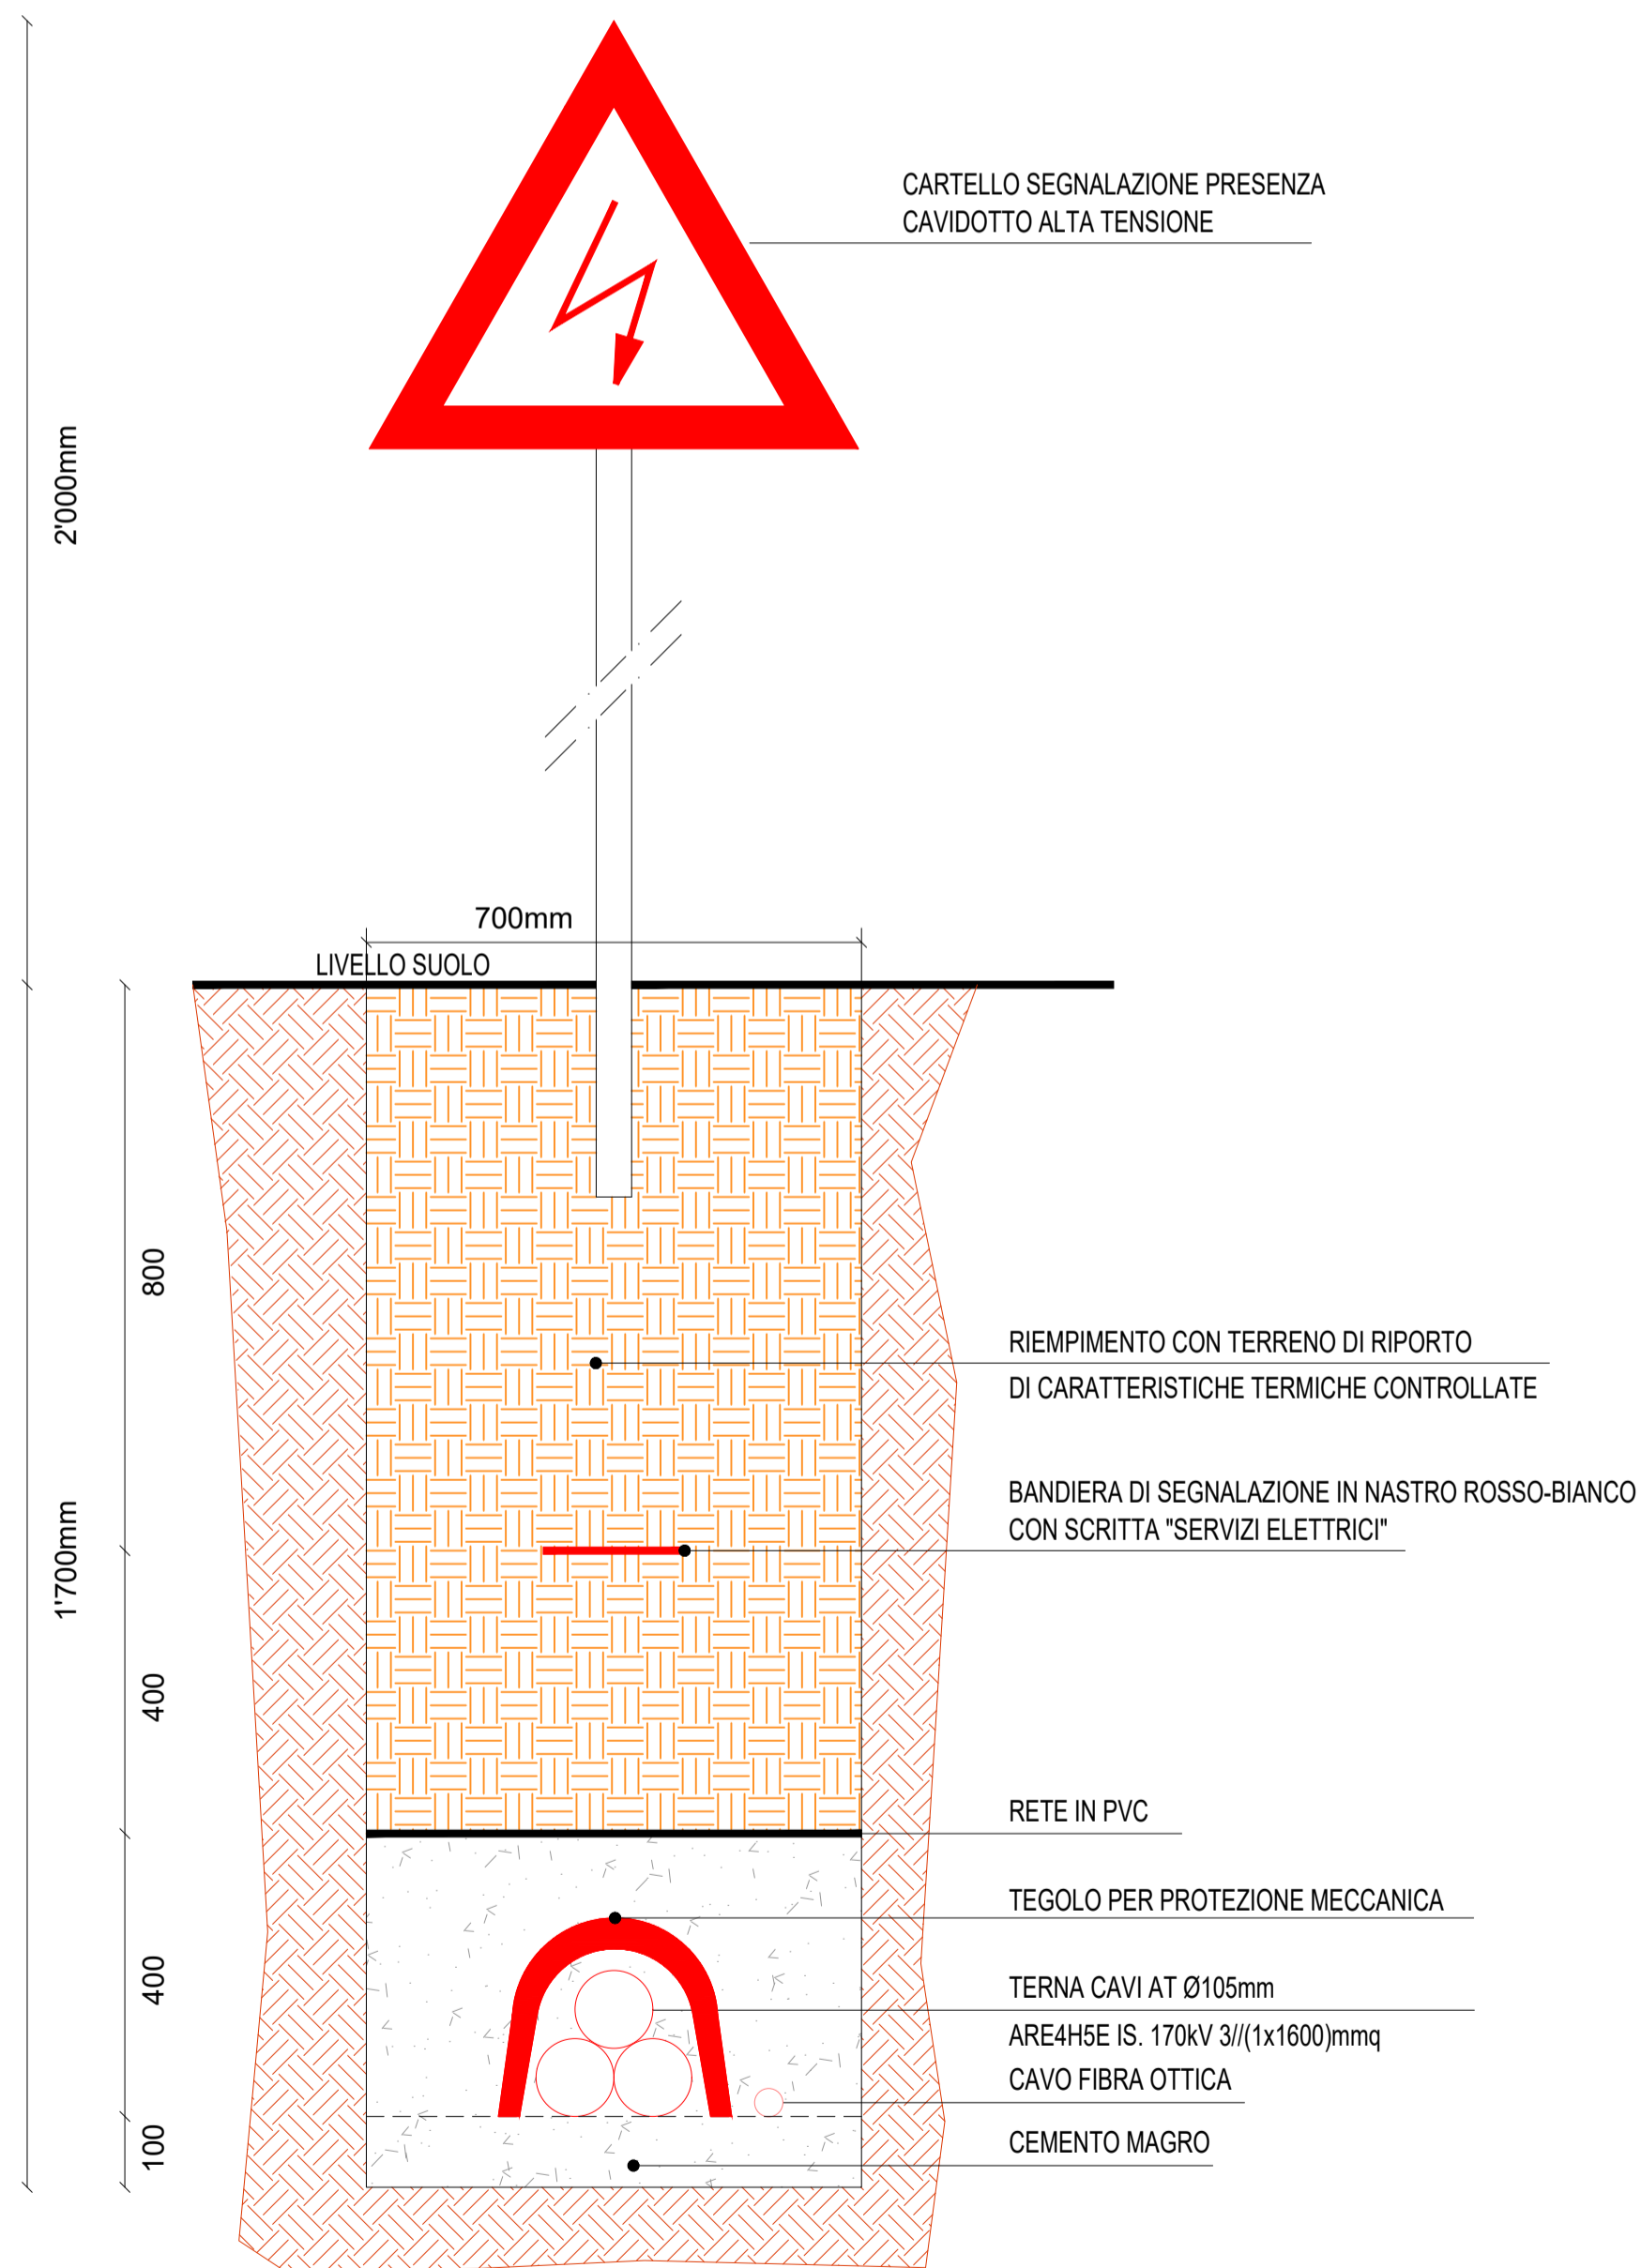 CARTELLO SEGNALAZIONE PRESENZA
CAVIDOTTO ALTA TENSIONE
2'000mm
700mm
LIVELLO SUOLO
800
RIEMPIMENTO CON TERRENO DI RIPORTO
DI CARATTERISTICHE TERMICHE CONTROLLATE
BANDIERA DI SEGNALAZIONE IN NASTRO ROSSO-BIANCO
CON SCRITTA "SERVIZI ELETTRICI"
1'700mm
400
RETE IN PVC
TEGOLO PER PROTEZIONE MECCANICA
400
TERNA CAVI AT Ø105mm
ARE4H5E IS. 170kV 3//(1x1600)mmq
CAVO FIBRA OTTICA
100
CEMENTO MAGRO